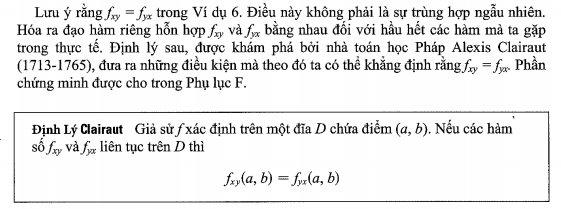 Lưu ý rằng fxy = fyx trong Ví dụ 6. Điều này không phải là sự trùng hợp ngẫu nhiên.
Hóa ra đạo hàm riêng hỗn hợp fxy và fyx bằng nhau đối với hầu hết các hàm mà ta gặp
trong thực tế. Định lý sau, được khám phá bởi nhà toán học Pháp Alexis Clairaut
(1713-1765), đưa ra những điều kiện mà theo đó ta có thể khẳng định rằng fxy = fyx. Phần
chứng minh được cho trong Phụ lục F.
Định Lý Clairaut Giả sử f xác định trên một đĩa D chứa điểm (a, b). Nếu các hàm
số fxy và fyx liên tục trên D thì
fxy(a, b) = fyx(a, b)